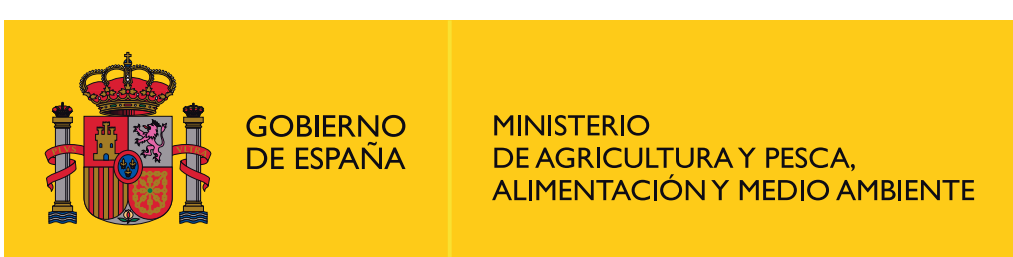 GOBIERNO
DE ESPAÑA
MINISTERIO
DE AGRICULTURA Y PESCA,
ALIMENTACIÓN Y MEDIO AMBIENTE